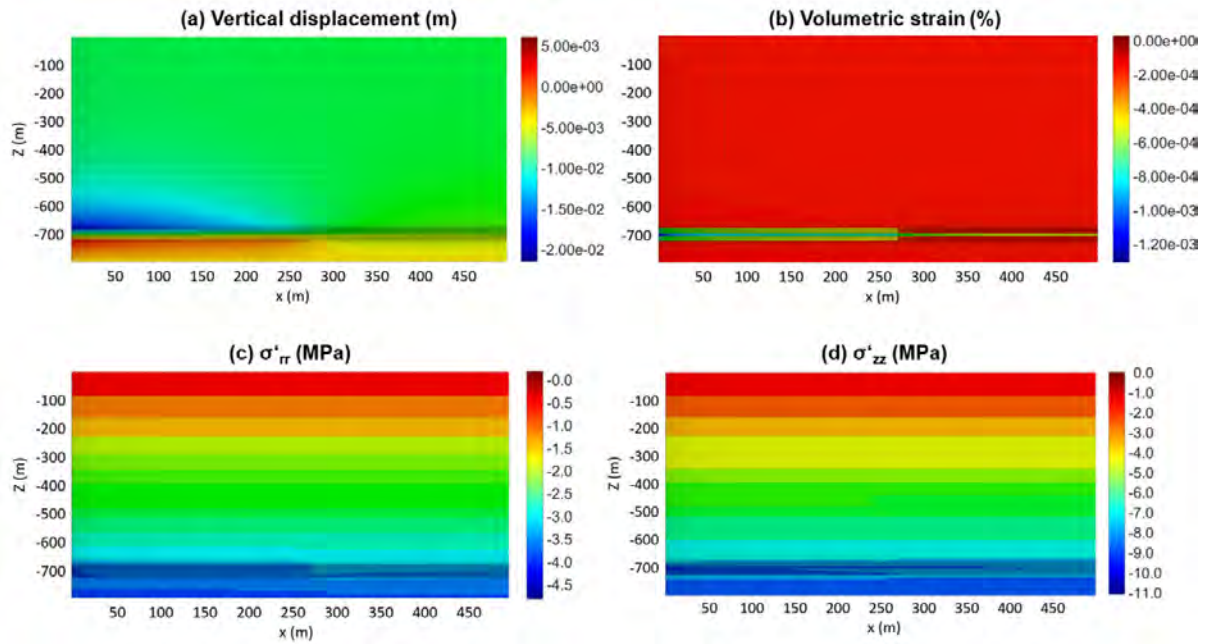 (a) Vertical displacement (m)
5.00e-03
0.00e+00
-5.00e-03
-1.00e-02
-1.50e-02
-2.00e-02
-100
-200
-300
-400
-500
-600
-700
Z (m)
50 100 150 200 250 300 350 400 450
x (m)
(b) Volumetric strain (%)
0.00e+00
-2.00e-04
-4.00e-04
-6.00e-04
-8.00e-04
-1.00e-03
-1.20e-03
-100
-200
-300
-400
-500
-600
-700
50 100 150 200 250 300 350 400 450
x (m)
(c) σ'rr (MPa)
-0.0
-0.5
-1.0
-1.5
-2.0
-2.5
-3.0
-3.5
-4.0
-4.5
-100
-200
-300
-400
-500
-600
-700
Z (m)
50 100 150 200 250 300 350 400 450
x (m)
(d) σ'zz (MPa)
0.0
-1.0
-2.0
-3.0
-4.0
-5.0
-6.0
-7.0
-8.0
-9.0
-10.0
-11.0
-100
-200
-300
-400
-500
-600
-700
Z (m)
50 100 150 200 250 300 350 400 450
x (m)